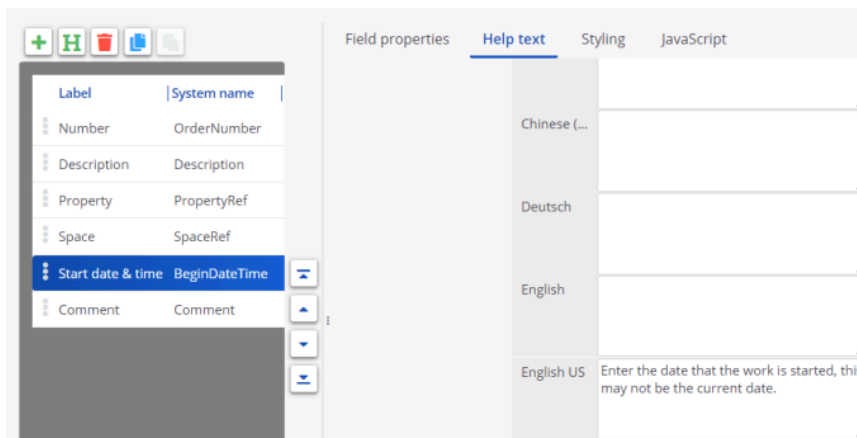 Field properties Help text Styling JavaScript
Label System name
Number OrderNumber
Description Description
Property PropertyRef
Space SpaceRef
Start date & time BeginDateTime
Comment Comment
Chinese (...
Deutsch
English
English US Enter the date that the work is started, thi
may not be the current date.